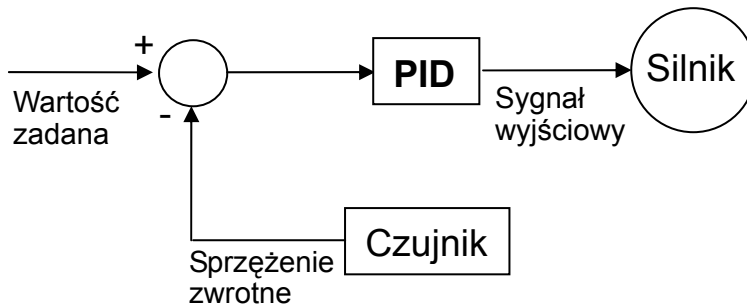 +
PID
Silnik
Wartość
zadana
-
Sygnał
wyjściowy
Czujnik
Sprzężenie
zwrotne